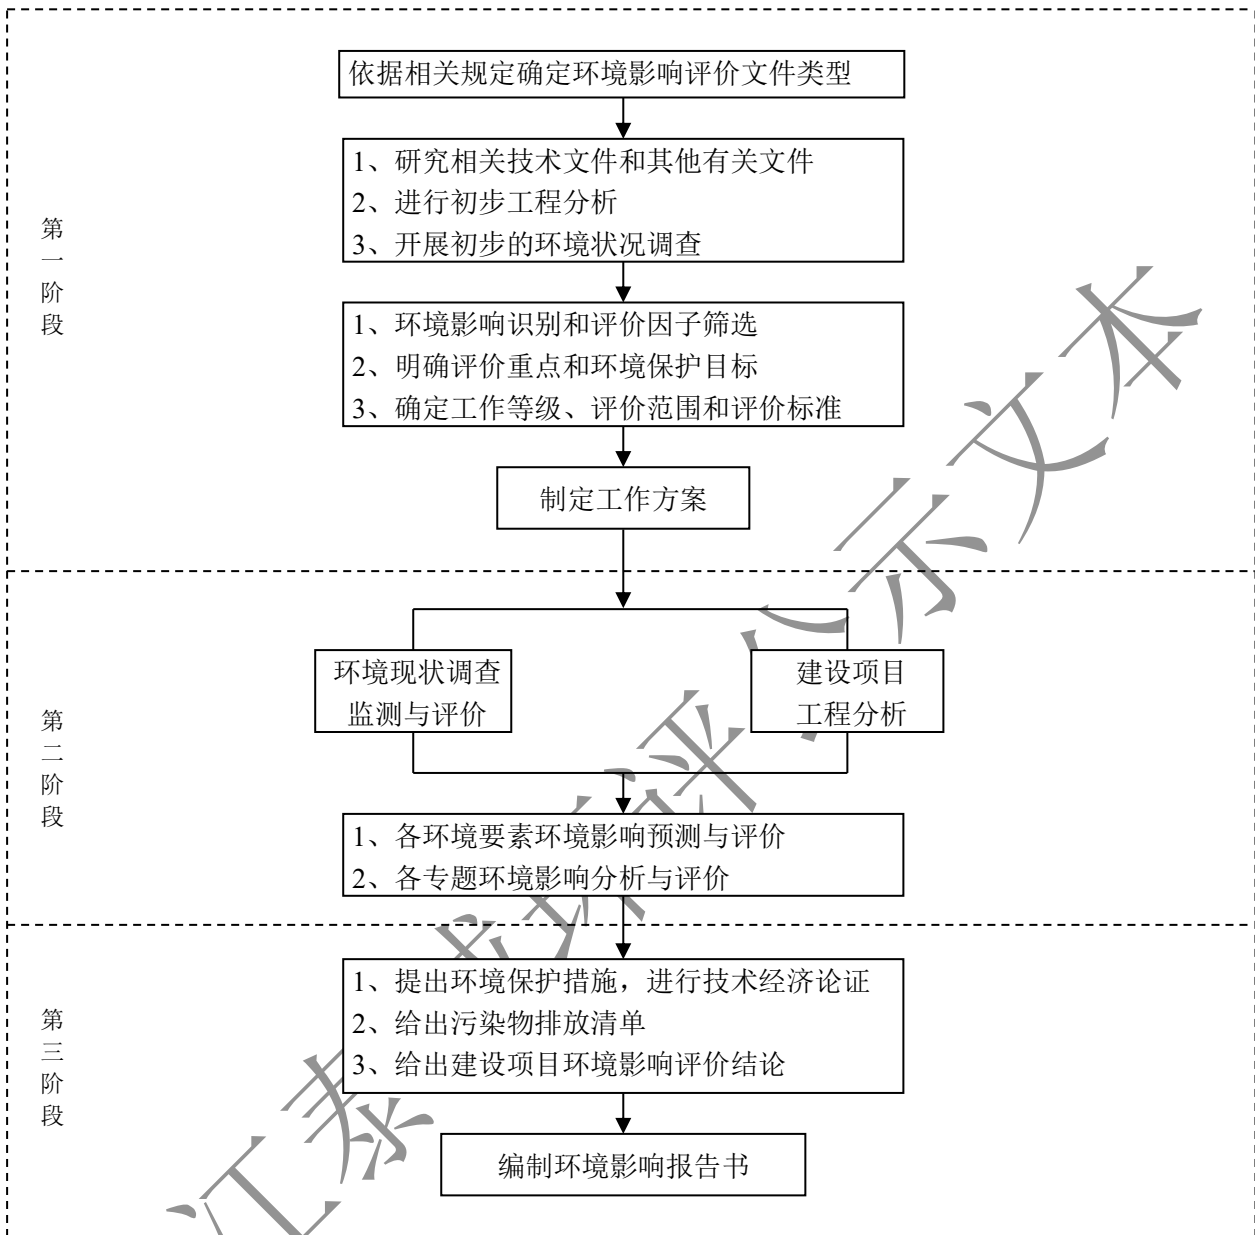 依据相关规定确定环境影响评价文件类型
1、研究相关技术文件和其他有关文件
2、进行初步工程分析
3、开展初步的环境状况调查
第一阶段
1、环境影响识别和评价因子筛选
2、明确评价重点和环境保护目标
3、确定工作等级、评价范围和评价标准
制定工作方案
环境现状调查
监测与评价
建设项目
工程分析
第二阶段
1、各环境要素环境影响预测与评价
2、各专题环境影响分析与评价
第三阶段
1、提出环境保护措施，进行技术经济论证
2、给出污染物排放清单
3、给出建设项目环境影响评价结论
编制环境影响报告书